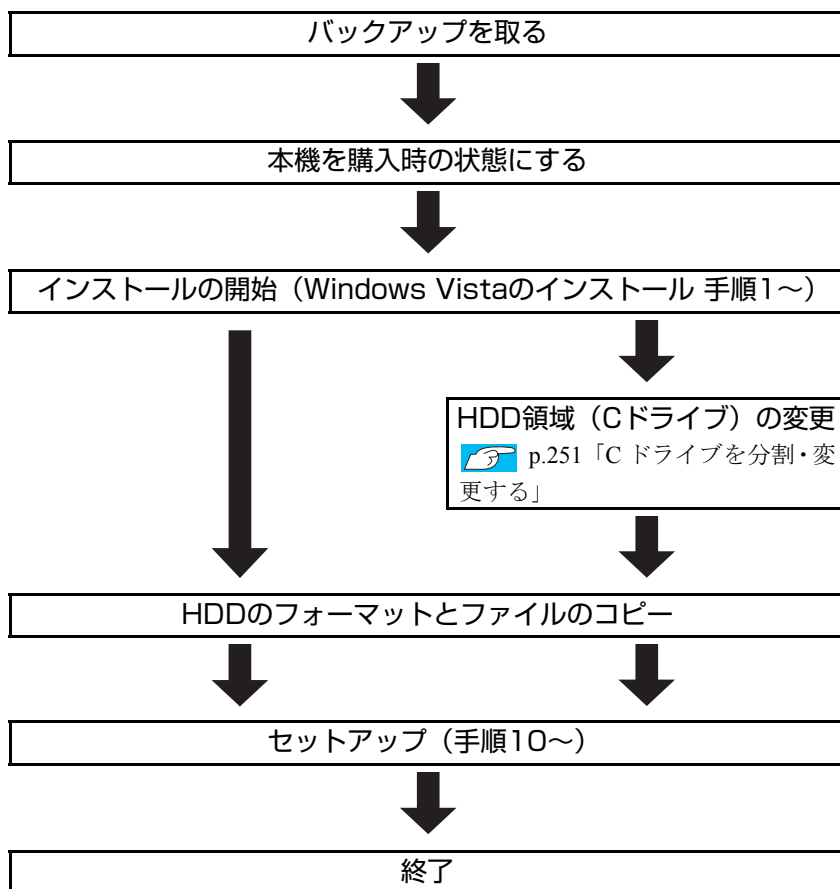 バックアップを取る
本機を購入時の状態にする
インストールの開始（Windows Vistaのインストール 手順1～）
HDD領域（Cドライブ）の変更
p.251「C ドライブを分割・変
更する」
HDDのフォーマットとファイルのコピー
セットアップ（手順10～）
終了